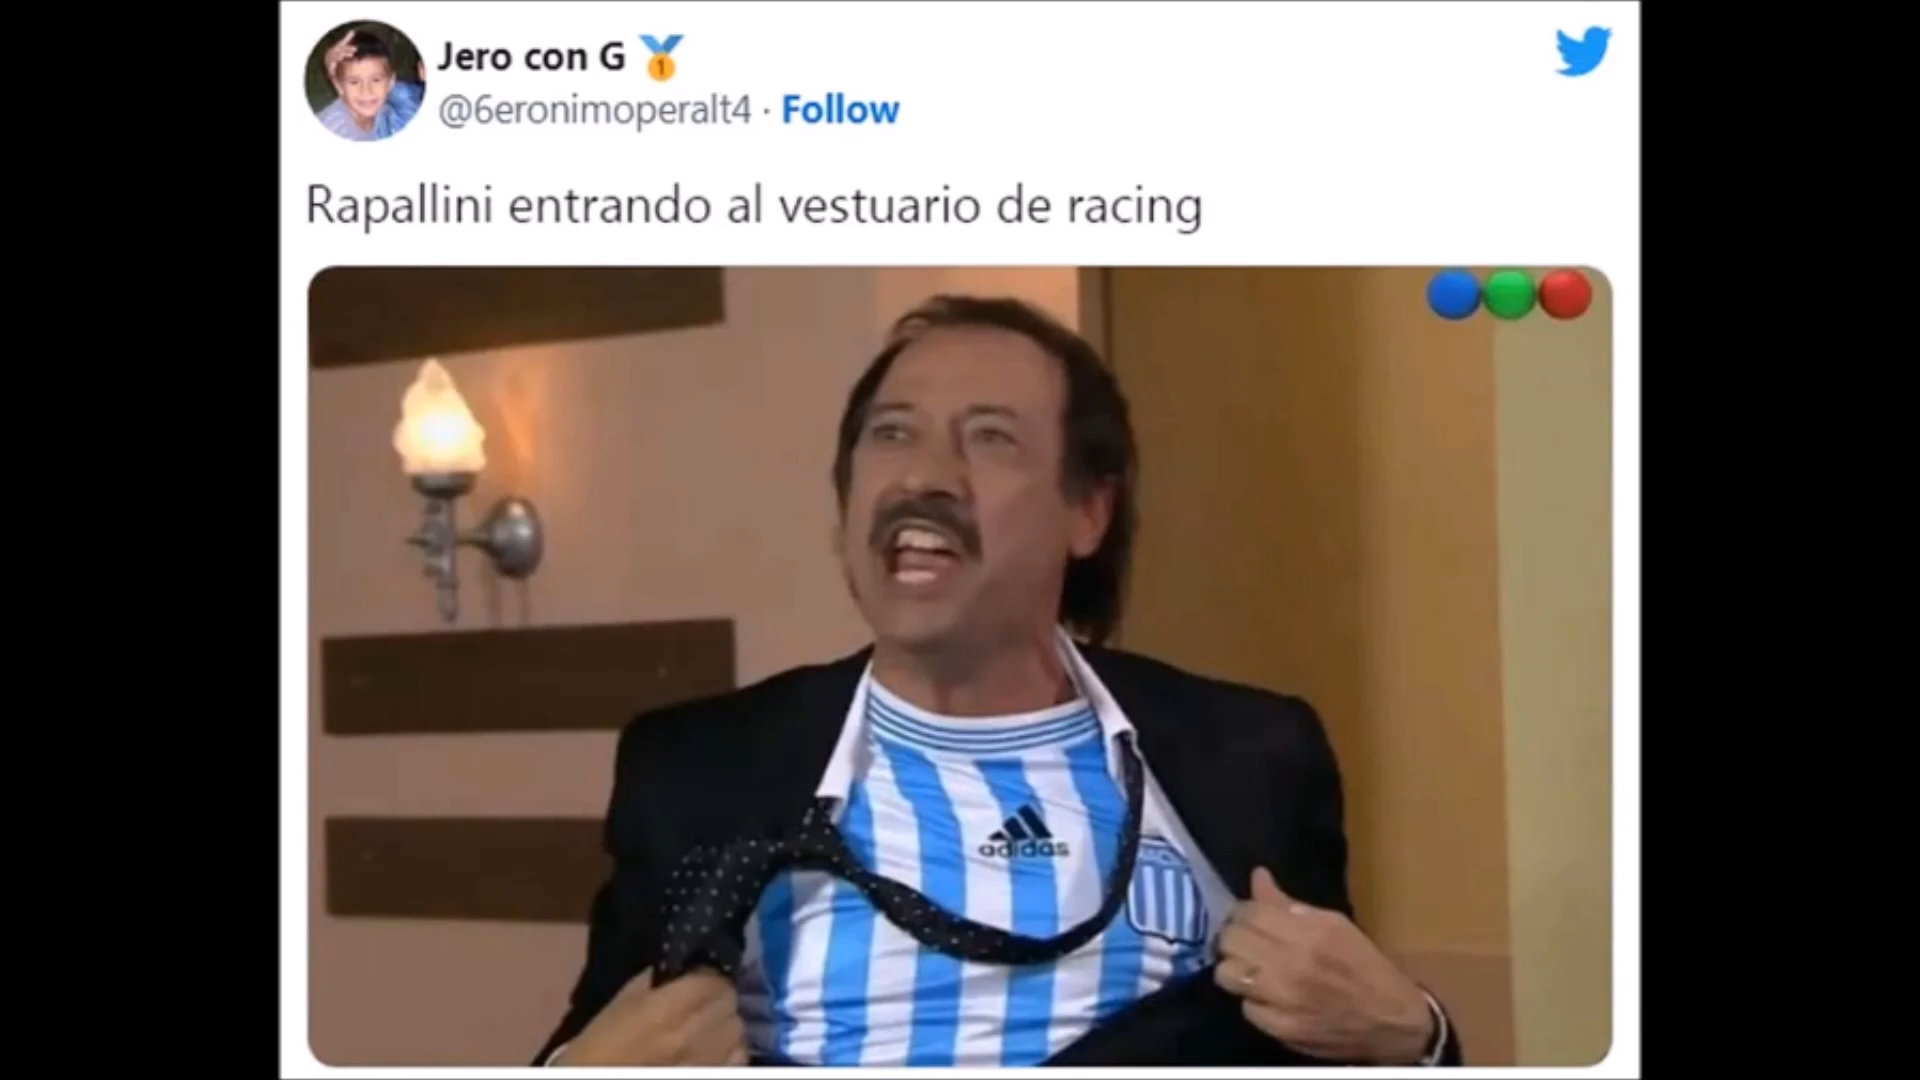 Jero con G
@6eronimoperalt4 · Follow
Rapallini entrando al vestuario de racing
adidas